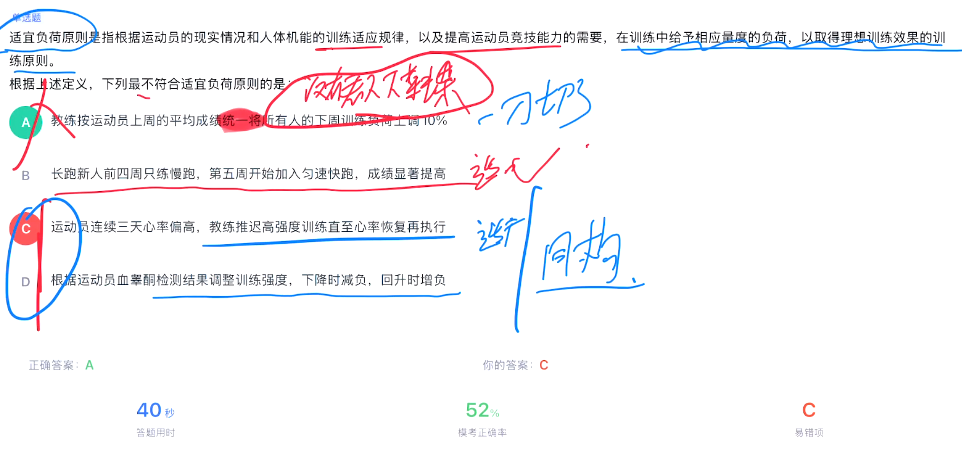 单选题
适宜负荷原则是指根据运动员的现实情况和人体机能的训练适应规律，以及提高运动员竞技能力的需要，在训练中给予相应量度的负荷，以取得理想训练效果的训
练原则。
根据上述定义，下列最不符合适宜负荷原则的是：
A 教练按运动员上周的平均成绩统一将所有人的下周训练负荷上调10%
一刀切
B 长跑新人前四周只练慢跑，第五周开始加入匀速快跑，成绩显著提高
C 运动员连续三天心率偏高，教练推迟高强度训练直至心率恢复再执行
同构
D 根据运动员血睾酮检测结果调整训练强度，下降时减负，回升时增负
正确答案：A
你的答案：C
40秒
52%
C
答题用时
模考正确率
易错项